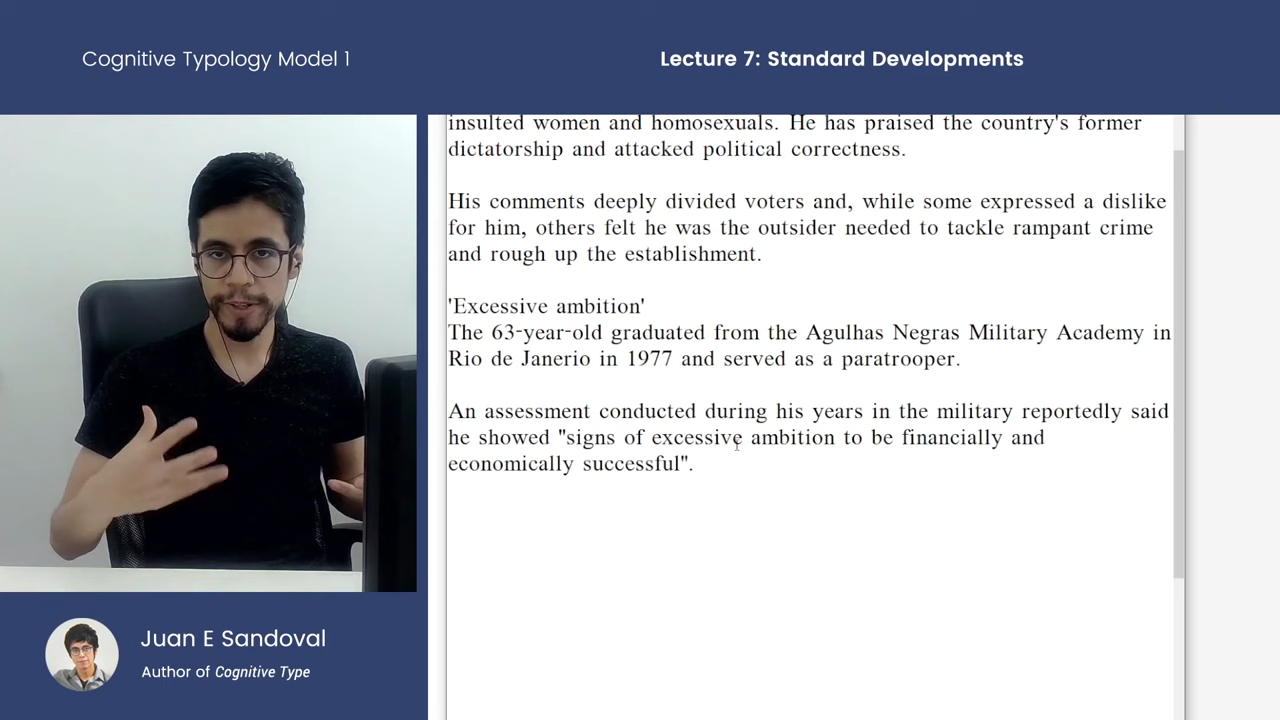 Cognitive Typology Model 1
Lecture 7: Standard Developments
insulted women and homosexuals. He has praised the country's former
dictatorship and attacked political correctness.
His comments deeply divided voters and, while some expressed a dislike
for him, others felt he was the outsider needed to tackle rampant crime
and rough up the establishment.
'Excessive ambition'
The 63-year-old graduated from the Agulhas Negras Military Academy in
Rio de Janerio in 1977 and served as a paratrooper.
An assessment conducted during his years in the military reportedly said
he showed "signs of excessive ambition to be financially and
economically successful".
Juan E Sandoval
Author of Cognitive Type